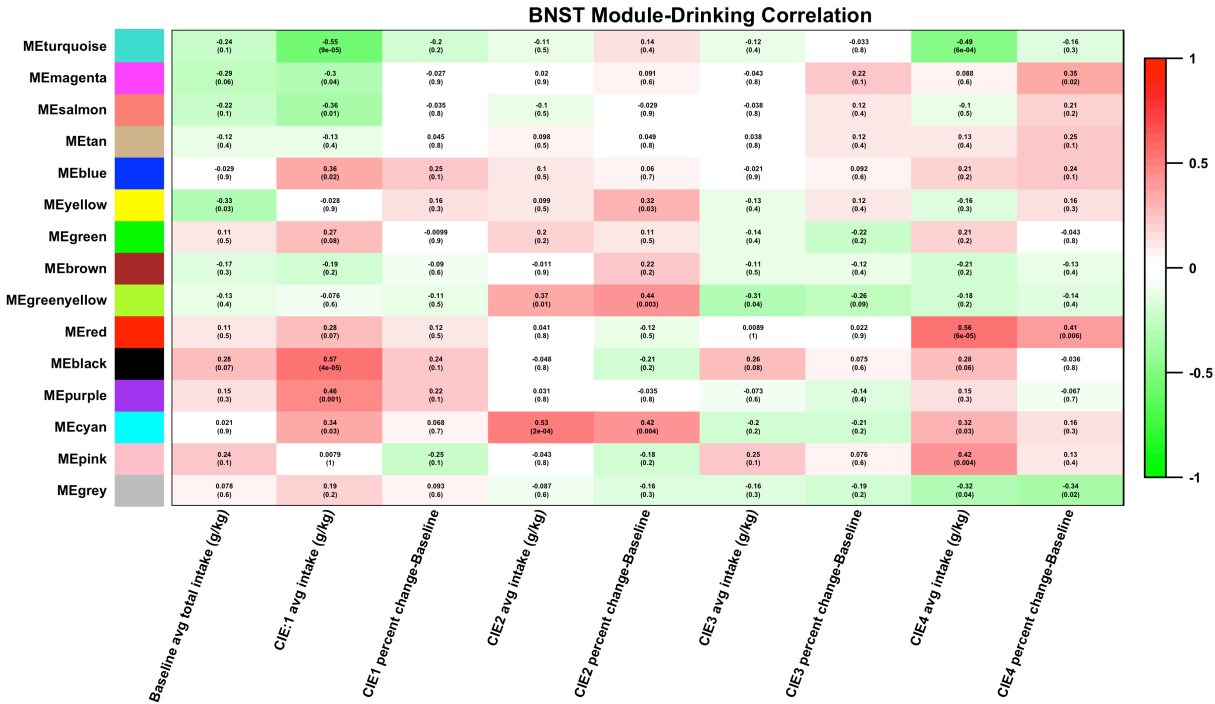 BNST Module-Drinking Correlation
MEturquoise -0.24 -0.55 -0.2 -0.11 0.14 -0.12 -0.033 -0.49 -0.16
(0.1) (9e-05) (0.2) (0.5) (0.4) (0.4) (0.8) (6e-04) (0.3)
MEmagenta -0.29 -0.3 -0.027 0.02 0.091 -0.043 0.22 0.088 0.35
(0.06) (0.04) (0.9) (0.9) (0.6) (0.8) (0.1) (0.6) (0.02)
MEsalmon -0.22 -0.36 -0.035 -0.1 -0.029 -0.038 0.12 -0.1 0.21
(0.1) (0.01) (0.8) (0.5) (0.9) (0.8) (0.4) (0.5) (0.2)
MEtan -0.12 -0.13 0.045 0.098 0.049 0.038 0.12 0.13 0.25
(0.4) (0.4) (0.8) (0.5) (0.8) (0.8) (0.4) (0.4) (0.1)
MEblue -0.029 0.36 0.25 0.1 0.06 -0.021 0.092 0.21 0.24
(0.9) (0.02) (0.1) (0.5) (0.7) (0.9) (0.6) (0.2) (0.1)
MEyellow -0.33 -0.028 0.16 0.099 0.32 -0.13 0.12 -0.16 0.16
(0.03) (0.9) (0.3) (0.5) (0.03) (0.4) (0.4) (0.3) (0.3)
MEgreen 0.11 0.27 -0.0099 0.2 0.11 -0.14 -0.22 0.21 -0.043
(0.5) (0.08) (0.9) (0.2) (0.5) (0.4) (0.2) (0.2) (0.8)
MEbrown -0.17 -0.19 -0.09 -0.011 0.22 -0.11 -0.12 -0.21 -0.13
(0.3) (0.2) (0.6) (0.9) (0.2) (0.5) (0.4) (0.2) (0.4)
MEgreenyellow -0.13 -0.076 -0.11 0.37 0.44 -0.31 -0.26 -0.18 -0.14
(0.4) (0.6) (0.5) (0.01) (0.003) (0.04) (0.09) (0.2) (0.4)
MEred 0.11 0.28 0.12 0.041 -0.12 0.0089 0.022 0.56 0.41
(0.5) (0.07) (0.5) (0.8) (0.5) (1) (0.9) (6e-05) (0.006)
MEblack 0.28 0.57 0.24 -0.048 -0.21 0.26 0.075 0.28 -0.036
(0.07) (4e-05) (0.1) (0.8) (0.2) (0.08) (0.6) (0.06) (0.8)
MEpurple 0.15 0.46 0.22 0.031 -0.035 -0.073 -0.14 0.15 -0.067
(0.3) (0.001) (0.1) (0.8) (0.8) (0.6) (0.4) (0.3) (0.7)
MEcyan 0.021 0.34 0.068 0.53 0.42 -0.2 -0.21 0.32 0.16
(0.9) (0.03) (0.7) (2e-04) (0.004) (0.2) (0.2) (0.03) (0.3)
MEpink 0.24 0.0079 -0.25 -0.043 -0.18 0.25 0.076 0.42 0.13
(0.1) (1) (0.1) (0.8) (0.2) (0.1) (0.6) (0.004) (0.4)
MEgrey 0.078 0.19 0.093 -0.087 -0.16 -0.16 -0.19 -0.32 -0.34
(0.6) (0.2) (0.6) (0.6) (0.3) (0.3) (0.2) (0.04) (0.02)
Baseline avg total intake (g/kg)
CIE:1 avg intake (g/kg)
CIE1 percent change-Baseline
CIE2 avg intake (g/kg)
CIE2 percent change-Baseline
CIE3 avg intake (g/kg)
CIE3 percent change-Baseline
CIE4 avg intake (g/kg)
CIE4 percent change-Baseline
1
0.5
0
-0.5
-1